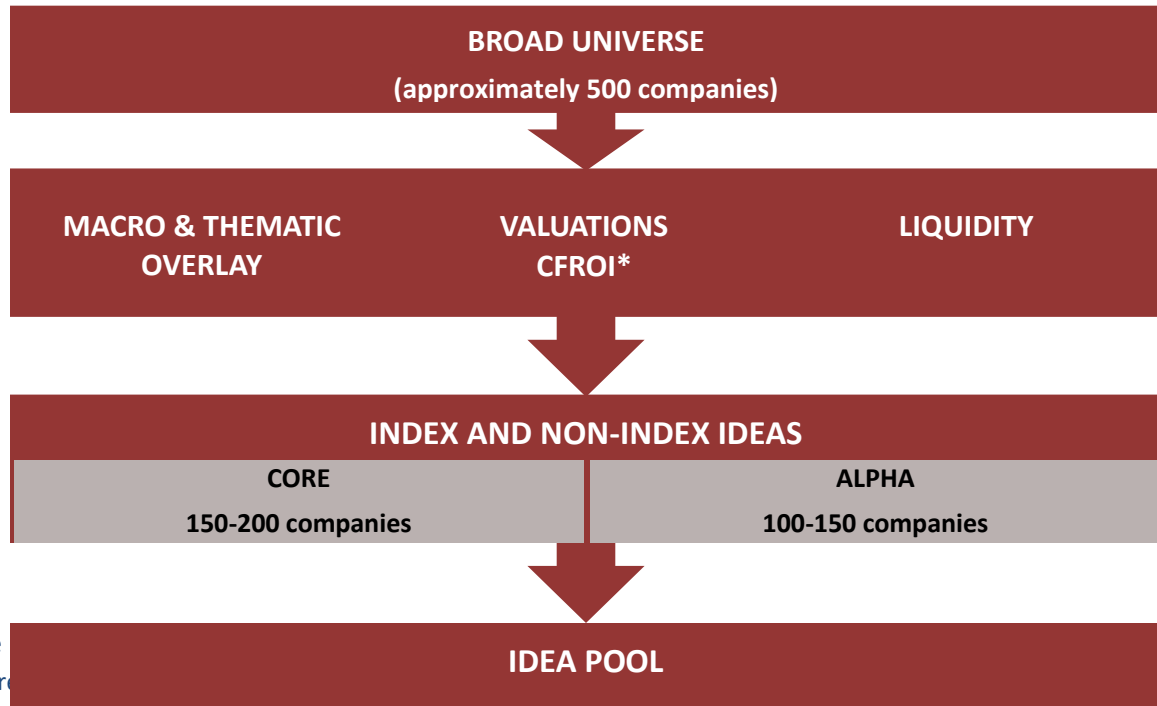 BROAD UNIVERSE
(approximately 500 companies)
MACRO & THEMATIC
OVERLAY
VALUATIONS
CFROI*
LIQUIDITY
INDEX AND NON-INDEX IDEAS
CORE
150-200 companies
ALPHA
100-150 companies
IDEA POOL